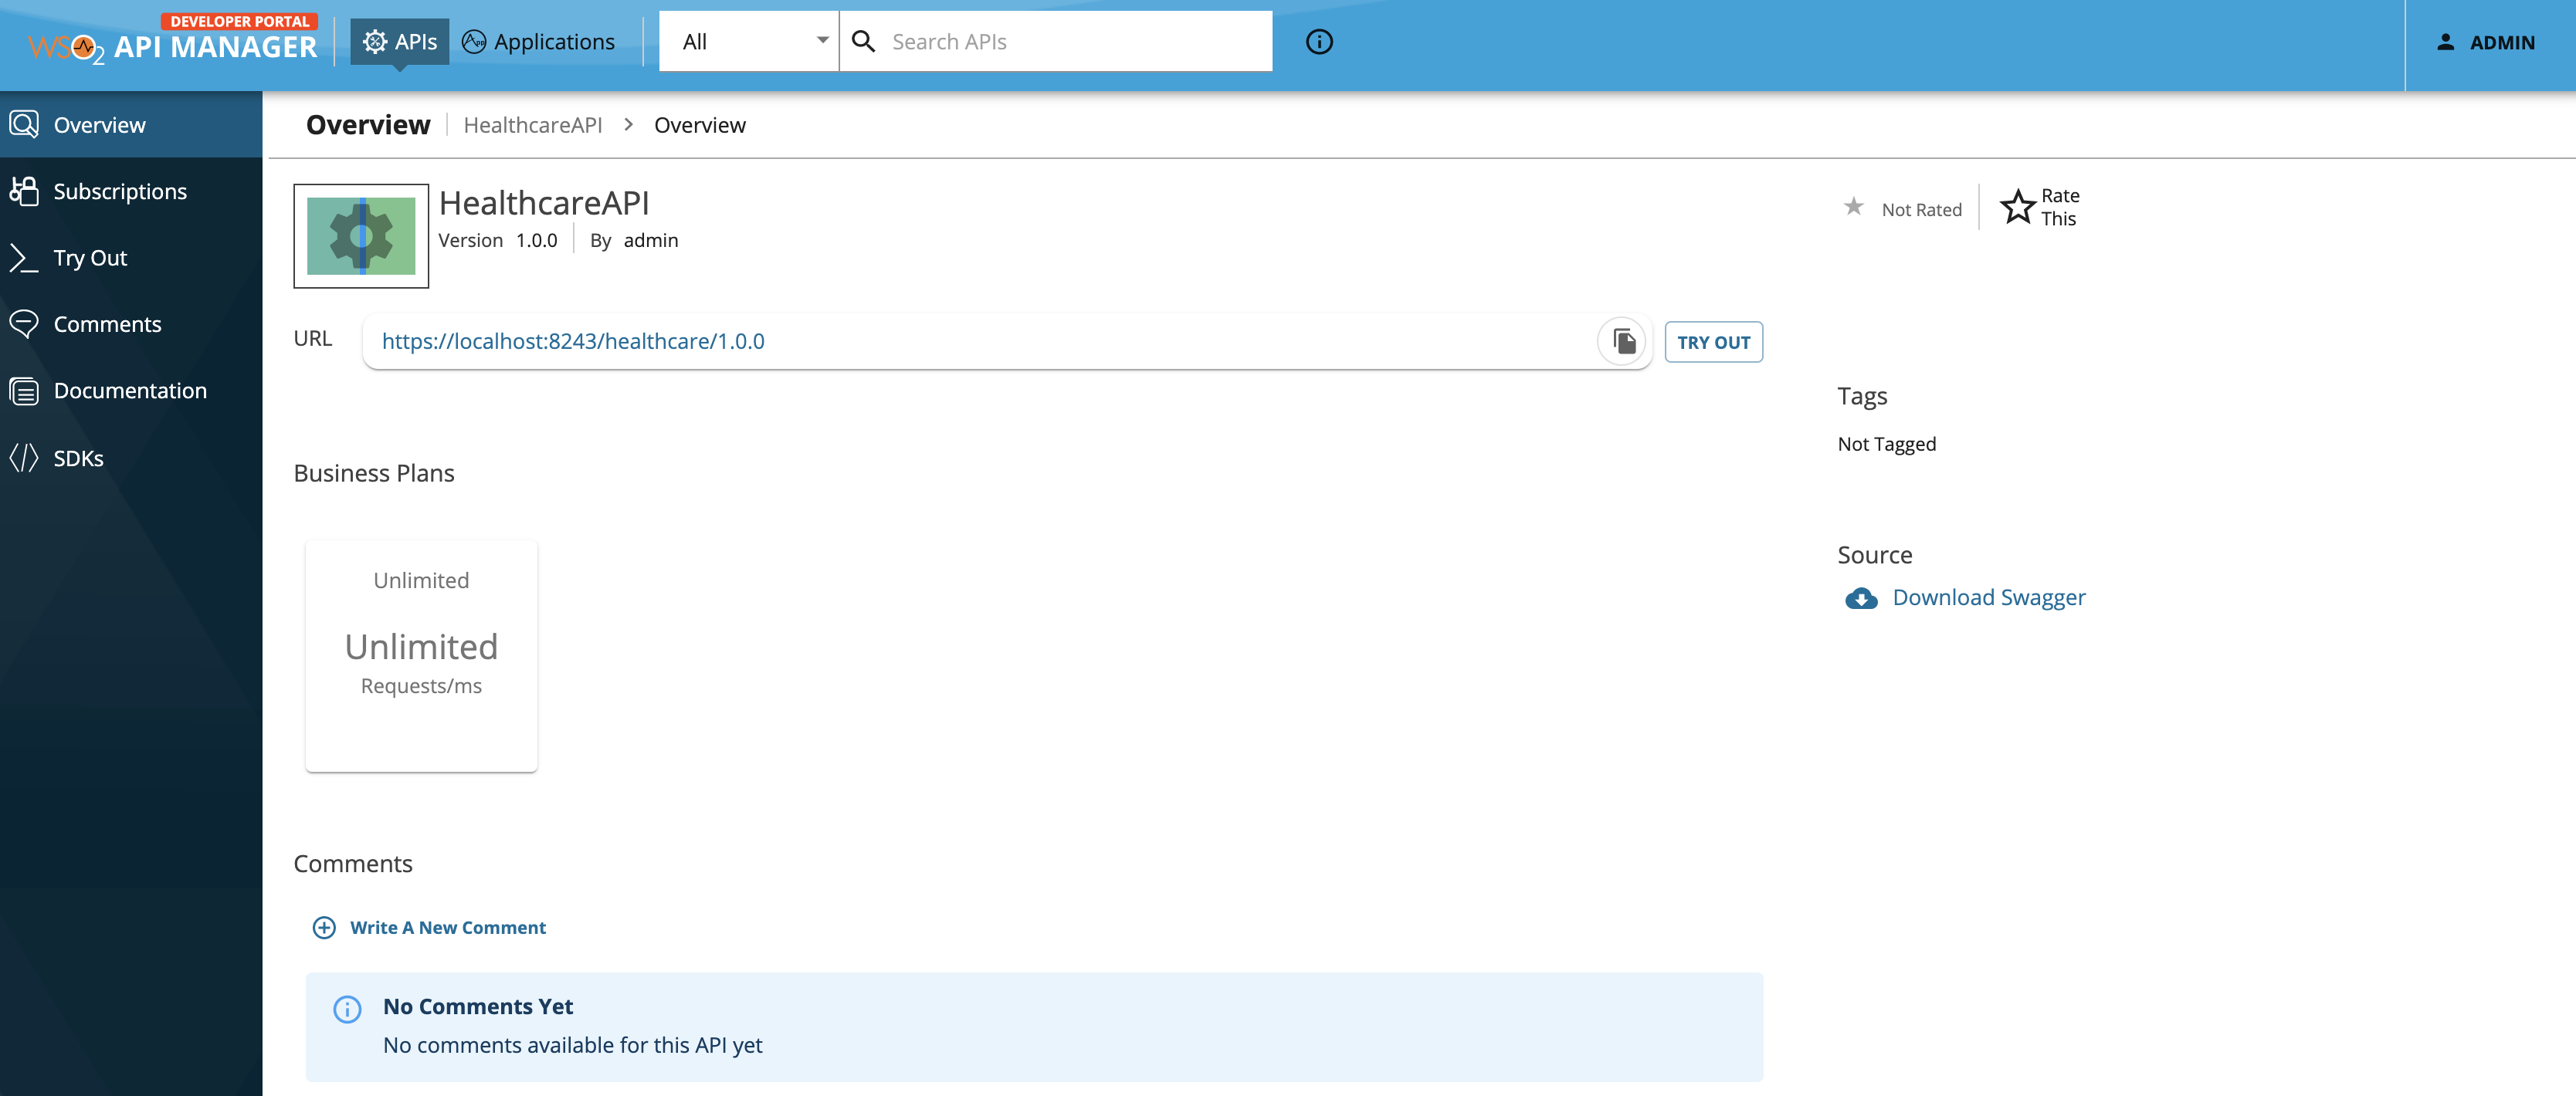 DEVELOPER PORTAL
WSO2 API MANAGER
APIs
APP Applications
All
Search APIs
ADMIN
Overview
Subscriptions
Try Out
Comments
Documentation
SDKs
Overview HealthcareAPI > Overview
HealthcareAPI
Version 1.0.0 By admin
Not Rated
Rate
This
URL
https://localhost:8243/healthcare/1.0.0
TRY OUT
Tags
Not Tagged
Business Plans
Source
Download Swagger
Unlimited
Unlimited
Requests/ms
Comments
Write A New Comment
No Comments Yet
No comments available for this API yet